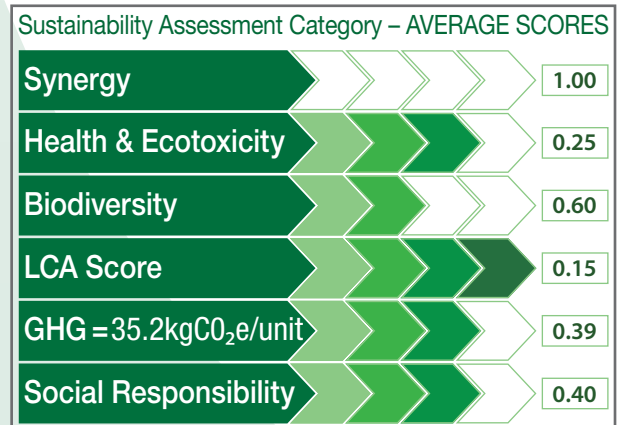 Sustainability Assessment Category – AVERAGE SCORES
Synergy 1.00
Health & Ecotoxicity 0.25
Biodiversity 0.60
LCA Score 0.15
GHG = 35.2kgC0₂e/unit 0.39
Social Responsibility 0.40